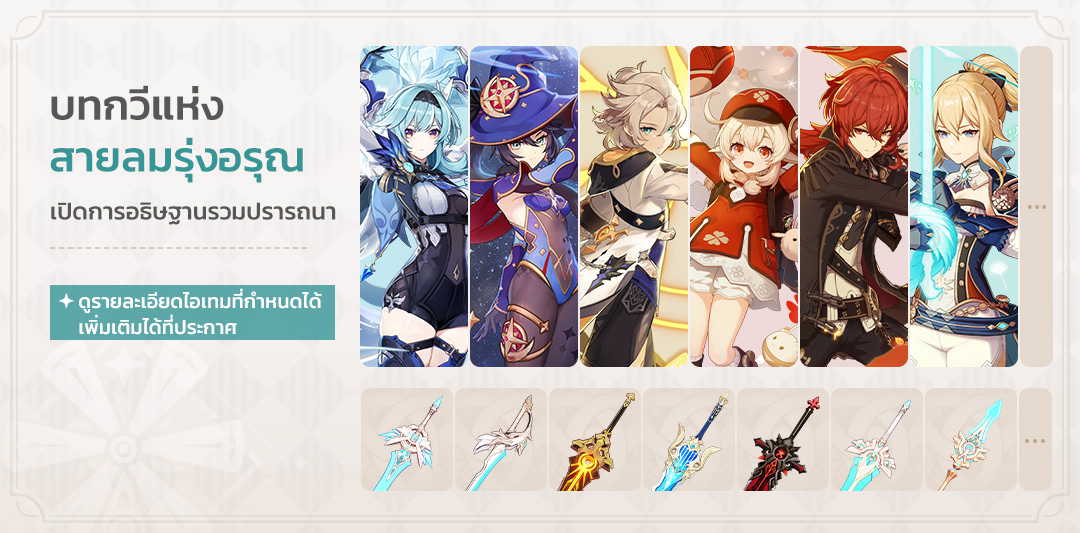 บทกวีแห่ง
สายลมรุ่งอรุณ
เปิดการอธิษฐานรวมปรารถนา
ดูรายละเอียดไอเทมที่กำหนดได้
เพิ่มเติมได้ที่ประกาศ